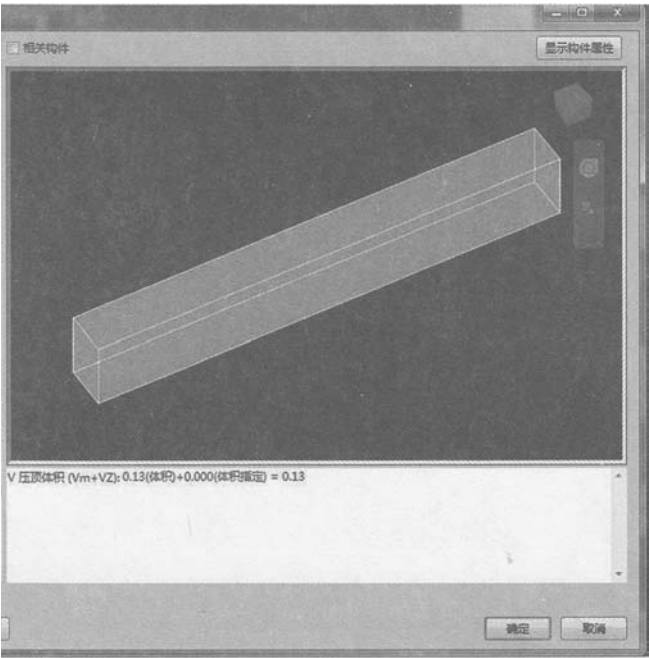 相关构件
显示构件属性
V 压顶体积 (Vm+VZ): 0.13(体积)+0.000(体积指定) = 0.13
确定
取消